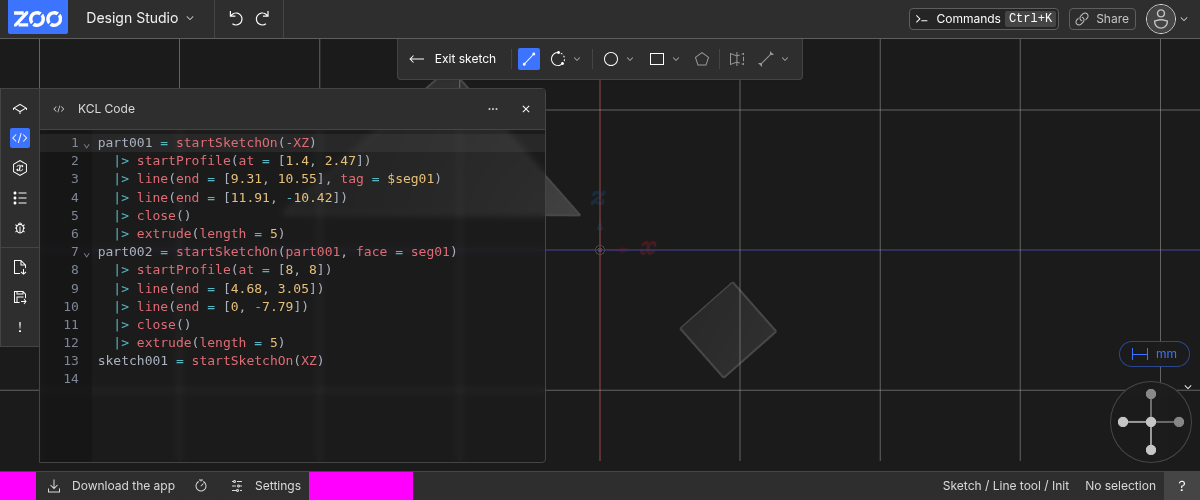 ZOO Design Studio Commands Ctrl+K Share
Exit sketch
KCL Code
1 part001 = startSketchOn(-XZ)
2 |> startProfile(at = [1.4, 2.47])
3 |> line(end = [9.31, 10.55], tag = $seg01)
4 |> line(end = [11.91, -10.42])
5 |> close()
6 |> extrude(length = 5)
7 part002 = startSketchOn(part001, face = seg01)
8 |> startProfile(at = [8, 8])
9 |> line(end = [4.68, 3.05])
10 |> line(end = [0, -7.79])
11 |> close()
12 |> extrude(length = 5)
13 sketch001 = startSketchOn(XZ)
14
z
x
mm
Download the app Settings Sketch / Line tool / Init No selection ?